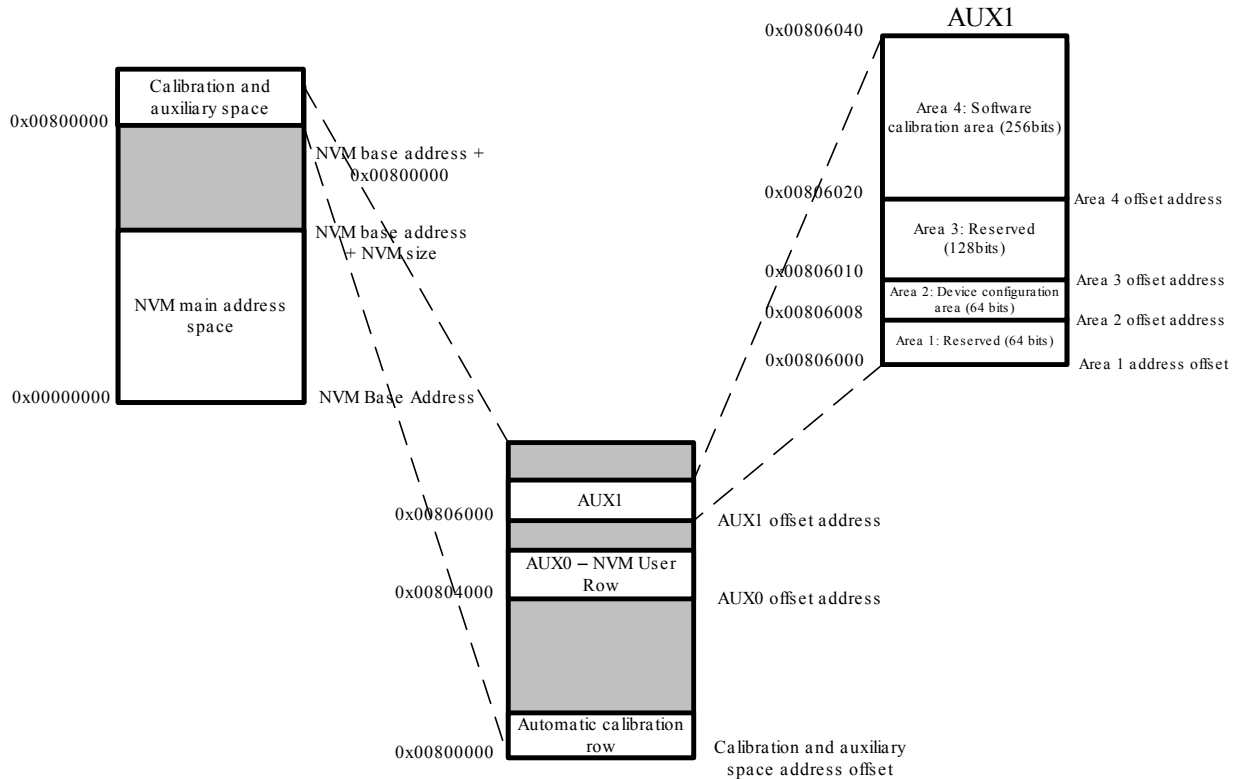 Calibration and
auxiliary space
0x00800000
NVM base address +
0x00800000
NVM base address
+ NVM size
NVM main address
space
0x00000000
NVM Base Address
AUX1
0x00806040
Area 4: Software
calibration area (256bits)
0x00806020
Area 4 offset address
Area 3: Reserved
(128bits)
0x00806010
Area 3 offset address
Area 2: Device configuration
area (64 bits)
0x00806008
Area 2 offset address
Area 1: Reserved (64 bits)
0x00806000
Area 1 address offset
AUX1
0x00806000
AUX1 offset address
AUX0 – NVM User
Row
0x00804000
AUX0 offset address
Automatic calibration
row
0x00800000
Calibration and auxiliary
space address offset